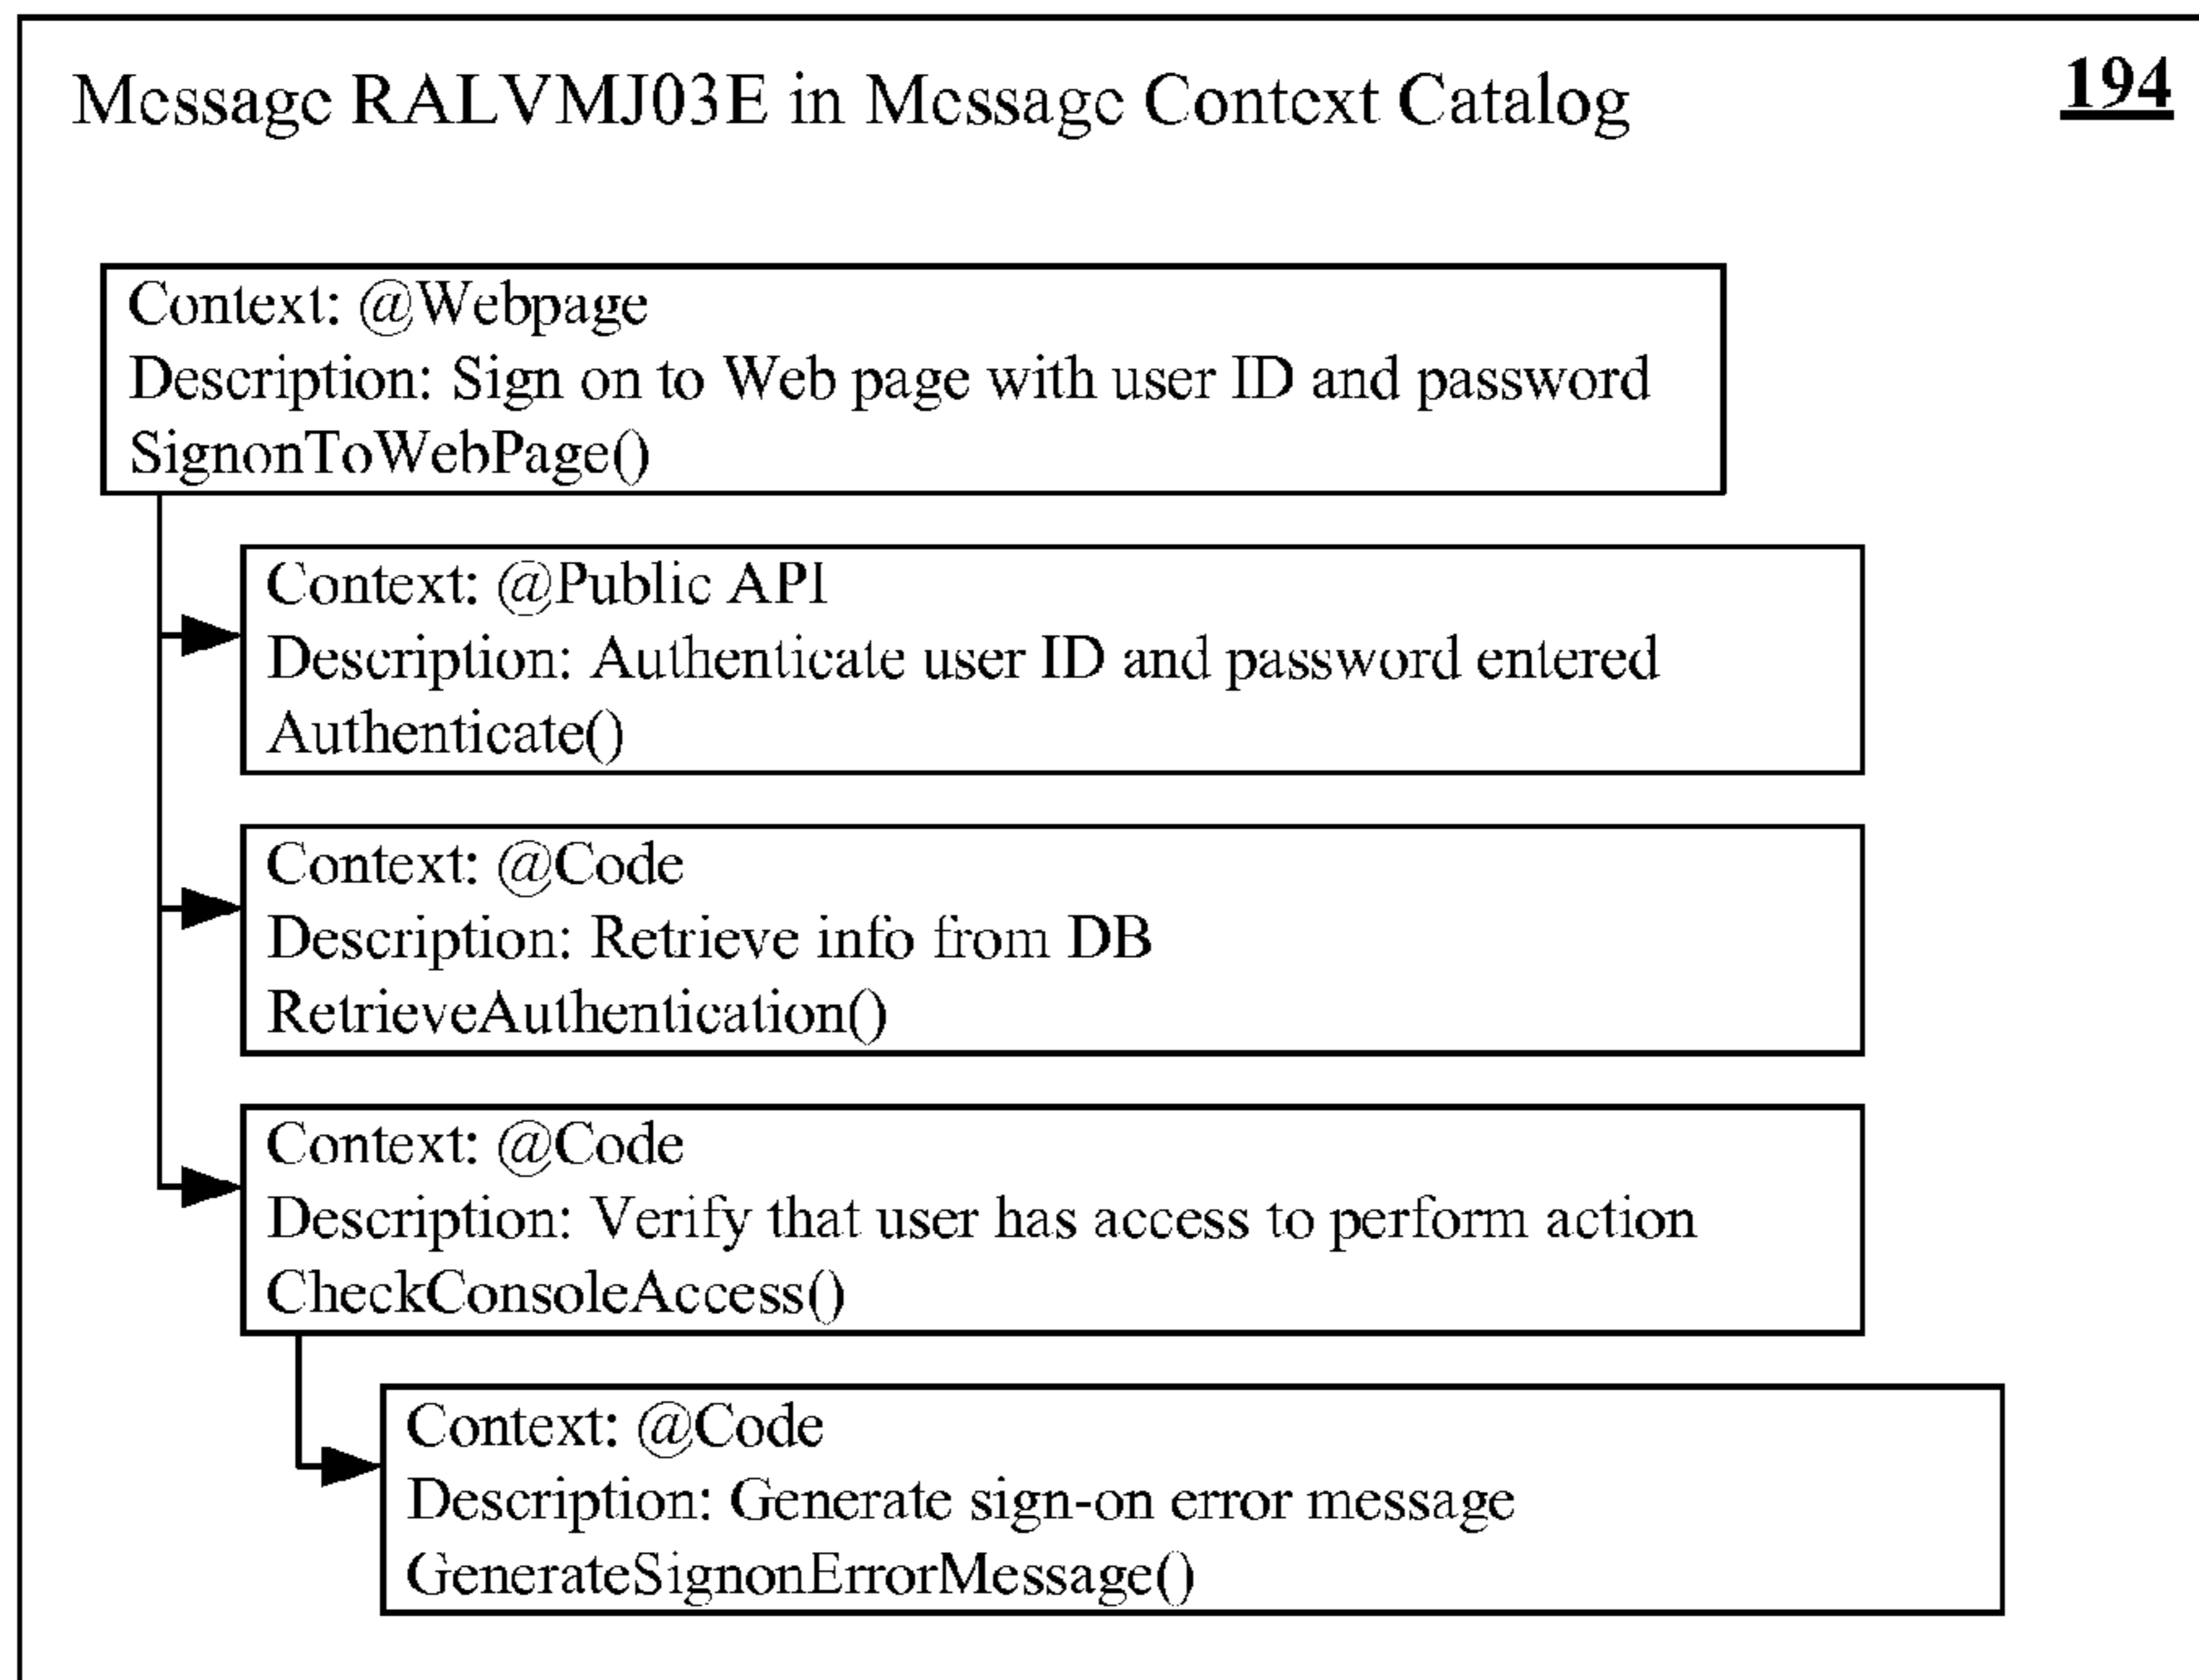 Message RALVMJ03E in Message Context Catalog
194
Context: @Webpage
Description: Sign on to Web page with user ID and password
SignonToWebPage()
Context: @Public API
Description: Authenticate user ID and password entered
Authenticate()
Context: @Code
Description: Retrieve info from DB
RetrieveAuthentication()
Context: @Code
Description: Verify that user has access to perform action
CheckConsoleAccess()
Context: @Code
Description: Generate sign-on error message
GenerateSignonErrorMessage()